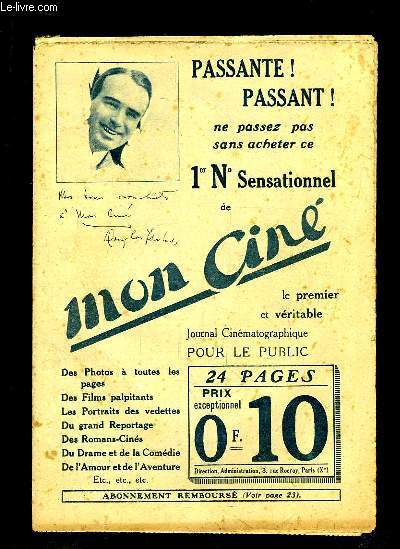 Le-livre.com
PASSANTE !
PASSANT !
ne passez pas
sans acheter ce
1er No Sensationnel
de
mon Ciné
le premier
et véritable
Journal Cinématographique
POUR LE PUBLIC
à Mon Ciné
Des Photos à toutes les
pages
Des Films palpitants
Les Portraits des vedettes
Du grand Reportage
Des Romans-Cinés
Du Drame et de la Comédie
De l'Amour et de l'Aventure
Etc., etc., etc.
24 PAGES
PRIX
exceptionnel
0 F. 10
Direction, Administration, 3, rue Rocroy, Paris (Xe)
ABONNEMENT REMBOURSÉ (Voir page 23).